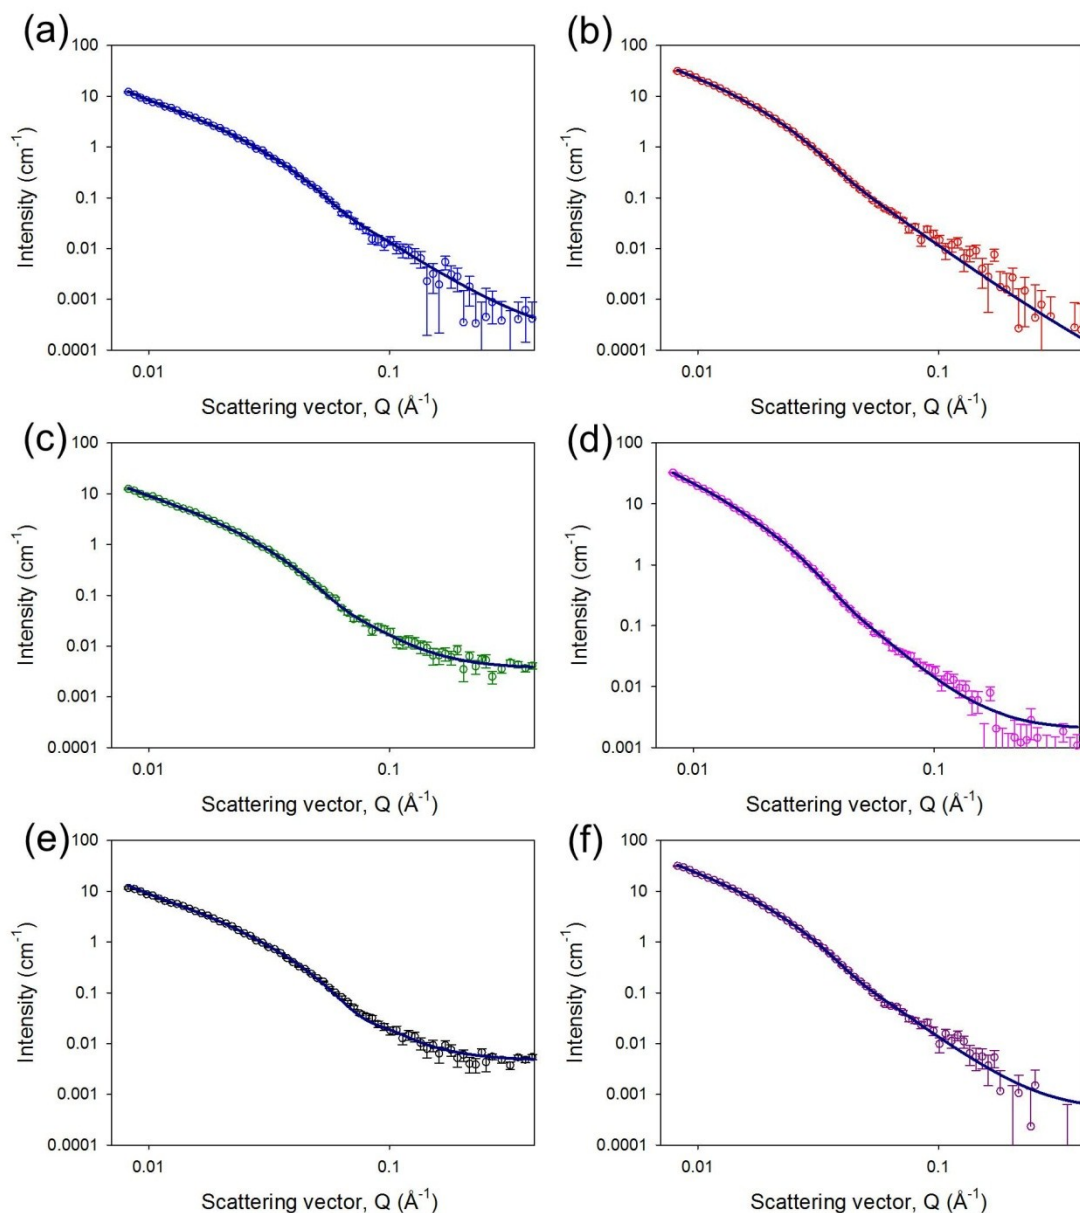 (a)
100
10
1
0.1
0.01
0.001
0.0001
Intensity (cm⁻¹)
0.01 0.1
Scattering vector, Q (Å⁻¹)
(b)
100
10
1
0.1
0.01
0.001
0.0001
Intensity (cm⁻¹)
0.01 0.1
Scattering vector, Q (Å⁻¹)
(c)
100
10
1
0.1
0.01
0.001
0.0001
Intensity (cm⁻¹)
0.01 0.1
Scattering vector, Q (Å⁻¹)
(d)
100
10
1
0.1
0.01
0.001
Intensity (cm⁻¹)
0.01 0.1
Scattering vector, Q (Å⁻¹)
(e)
100
10
1
0.1
0.01
0.001
0.0001
Intensity (cm⁻¹)
0.01 0.1
Scattering vector, Q (Å⁻¹)
(f)
100
10
1
0.1
0.01
0.001
0.0001
Intensity (cm⁻¹)
0.01 0.1
Scattering vector, Q (Å⁻¹)